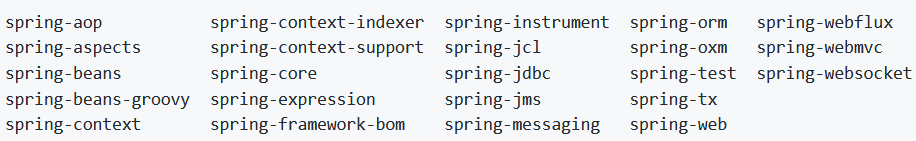 spring-aop spring-context-indexer spring-instrument spring-orm spring-webflux
spring-aspects spring-context-support spring-jcl spring-oxm spring-webmvc
spring-beans spring-core spring-jdbc spring-test spring-websocket
spring-beans-groovy spring-expression spring-jms spring-tx
spring-context spring-framework-bom spring-messaging spring-web